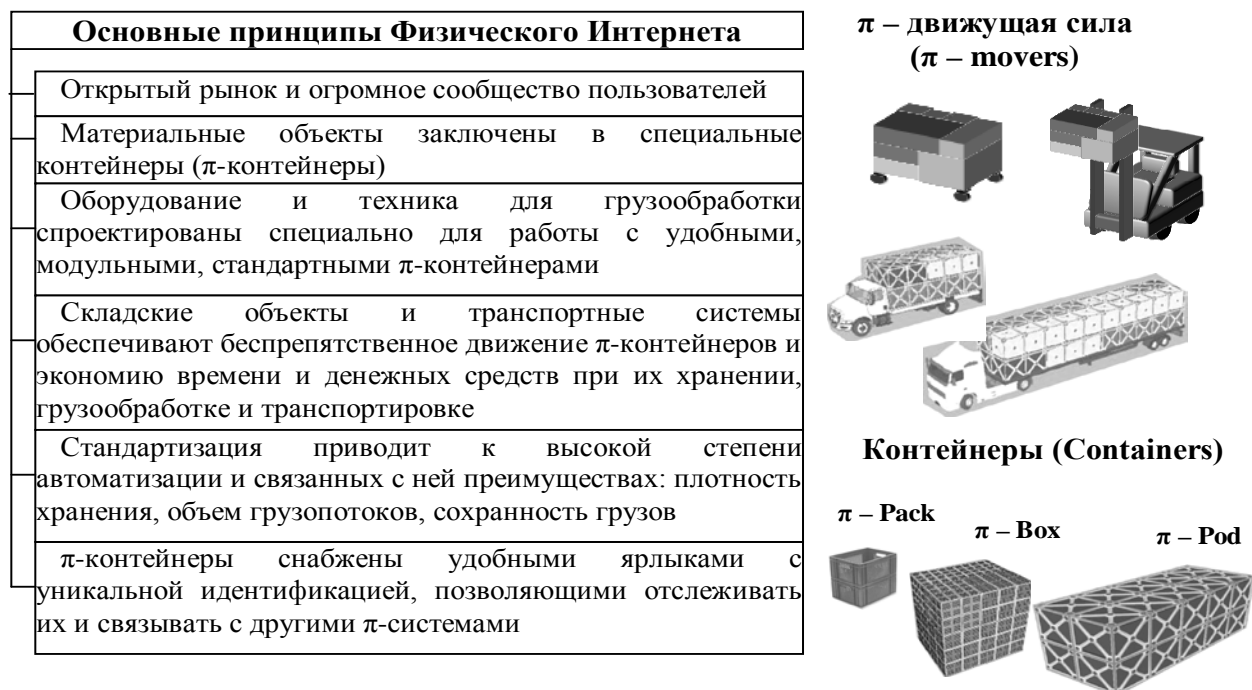 Основные принципы Физического Интернета
Открытый рынок и огромное сообщество пользователей
Материальные объекты заключены в специальные
контейнеры (π-контейнеры)
Оборудование и техника для грузообработки
спроектированы специально для работы с удобными,
модульными, стандартными π-контейнерами
Складские объекты и транспортные системы
обеспечивают беспрепятственное движение π-контейнеров и
экономию времени и денежных средств при их хранении,
грузообработке и транспортировке
Стандартизация приводит к высокой степени
автоматизации и связанных с ней преимуществах: плотность
хранения, объем грузопотоков, сохранность грузов
π-контейнеры снабжены удобными ярлыками с
уникальной идентификацией, позволяющими отслеживать
их и связывать с другими π-системами
π – движущая сила
(π – movers)
Контейнеры (Containers)
π – Pack
π – Box
π – Pod